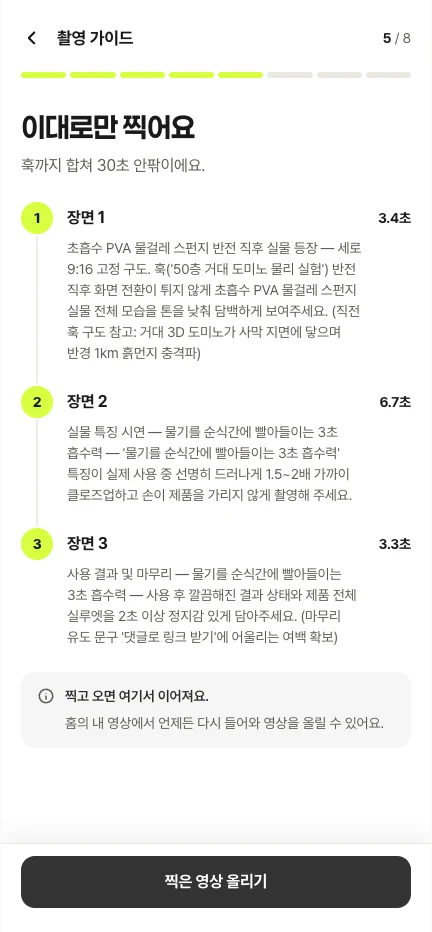 촬영 가이드
5 / 8
이대로만 찍어요
훅까지 합쳐 30초 안팎이에요.
1
장면 1
3.4초
초흡수 PVA 물걸레 스펀지 반전 직후 실물 등장 — 세로
9:16 고정 구도. 훅('50층 거대 도미노 물리 실험') 반전
직후 화면 전환이 튀지 않게 초흡수 PVA 물걸레 스펀지
실물 전체 모습을 톤을 낮춰 담백하게 보여주세요. (직전
훅 구도 참고: 거대 3D 도미노가 사막 지면에 닿으며
반경 1km 흙먼지 충격파)
2
장면 2
6.7초
실물 특징 시연 — 물기를 순식간에 빨아들이는 3초
흡수력 — '물기를 순식간에 빨아들이는 3초 흡수력'
특징이 실제 사용 중 선명히 드러나게 1.5~2배 가까이
클로즈업하고 손이 제품을 가리지 않게 촬영해 주세요.
3
장면 3
3.3초
사용 결과 및 마무리 — 물기를 순식간에 빨아들이는
3초 흡수력 — 사용 후 깔끔해진 결과 상태와 제품 전체
실루엣을 2초 이상 정지감 있게 담아주세요. (마무리
유도 문구 '댓글로 링크 받기'에 어울리는 여백 확보)
찍고 오면 여기서 이어져요.
홈의 내 영상에서 언제든 다시 들어와 영상을 올릴 수 있어요.
찍은 영상 올리기